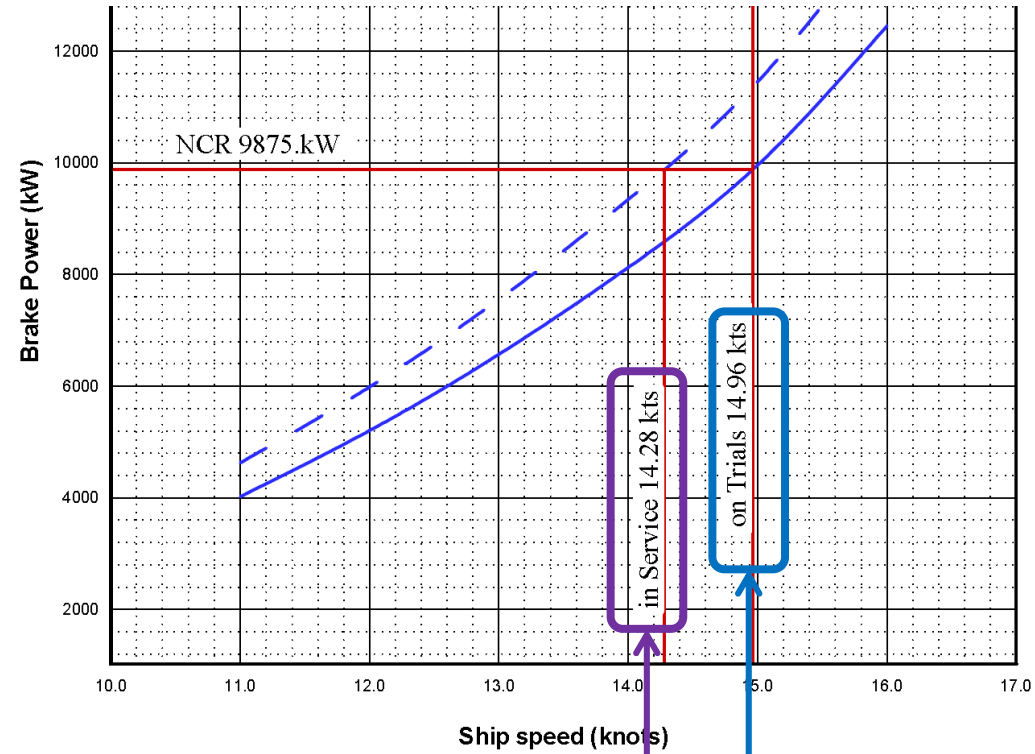 12000
NCR 9875.kW
10000
8000
6000
4000
2000
Brake Power (kW)
in Service 14.28 kts
on Trials 14.96 kts
10.0 11.0 12.0 13.0 14.0 15.0 16.0 17.0
Ship speed (knots)